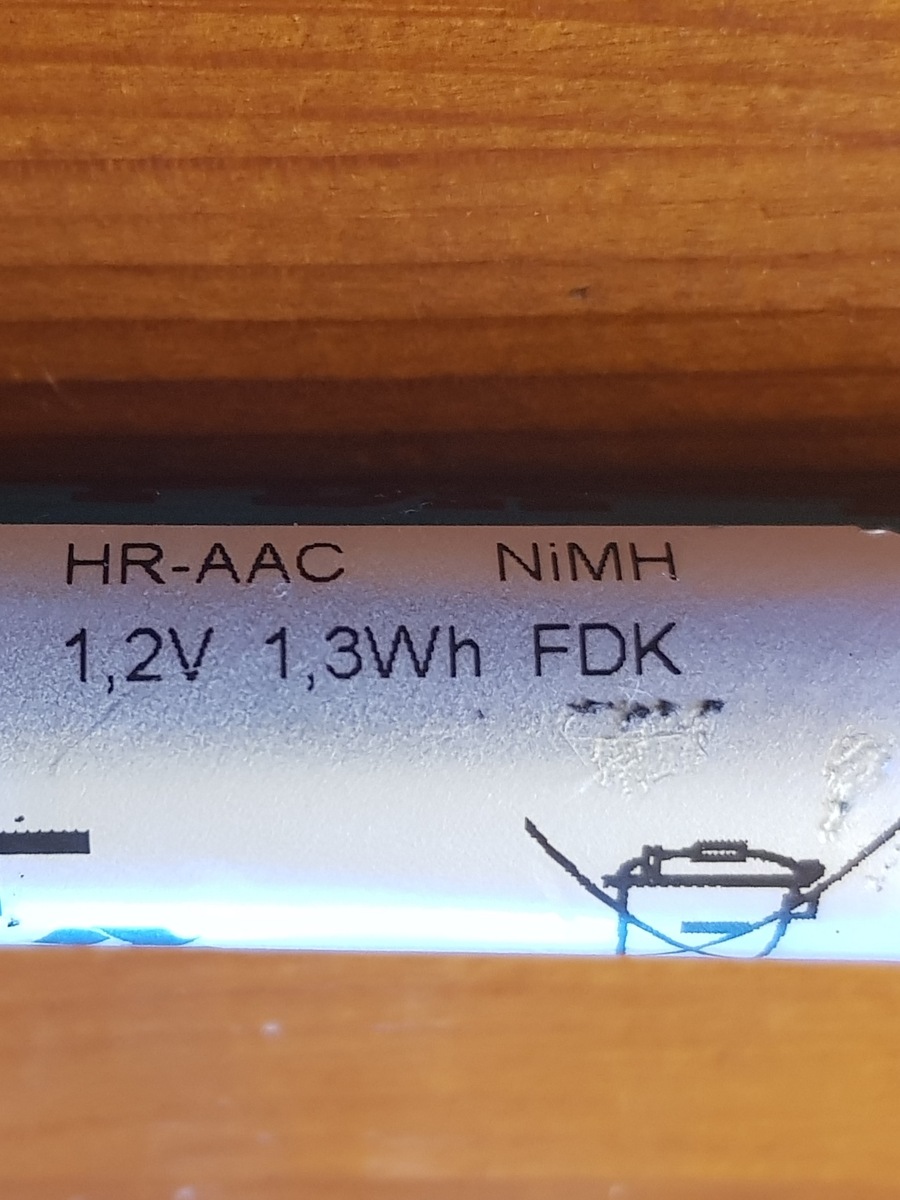 HR-AAC NiMH
1,2V 1,3Wh FDK